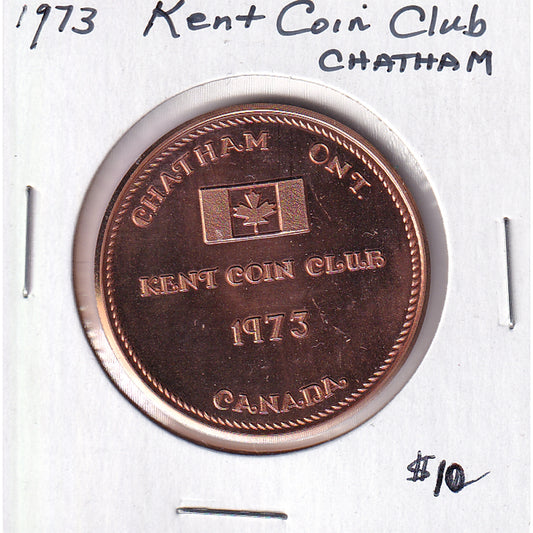 1973 Kent Coin Club
CHATHAM
CHATHAM ONT.
KENT COIN CLUB
1973
CANADA
$10